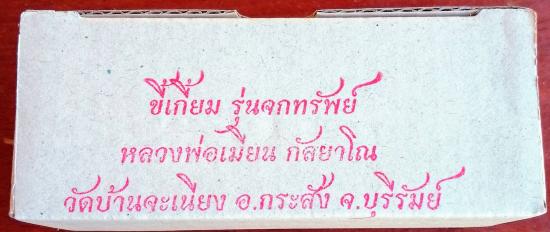 ขี้เกี้ยม รุ่นจกทรัพย์
หลวงพ่อเมียน กัลยาโณ
วัดบ้านจะเนียง อ.กระสัง จ.บุรีรัมย์